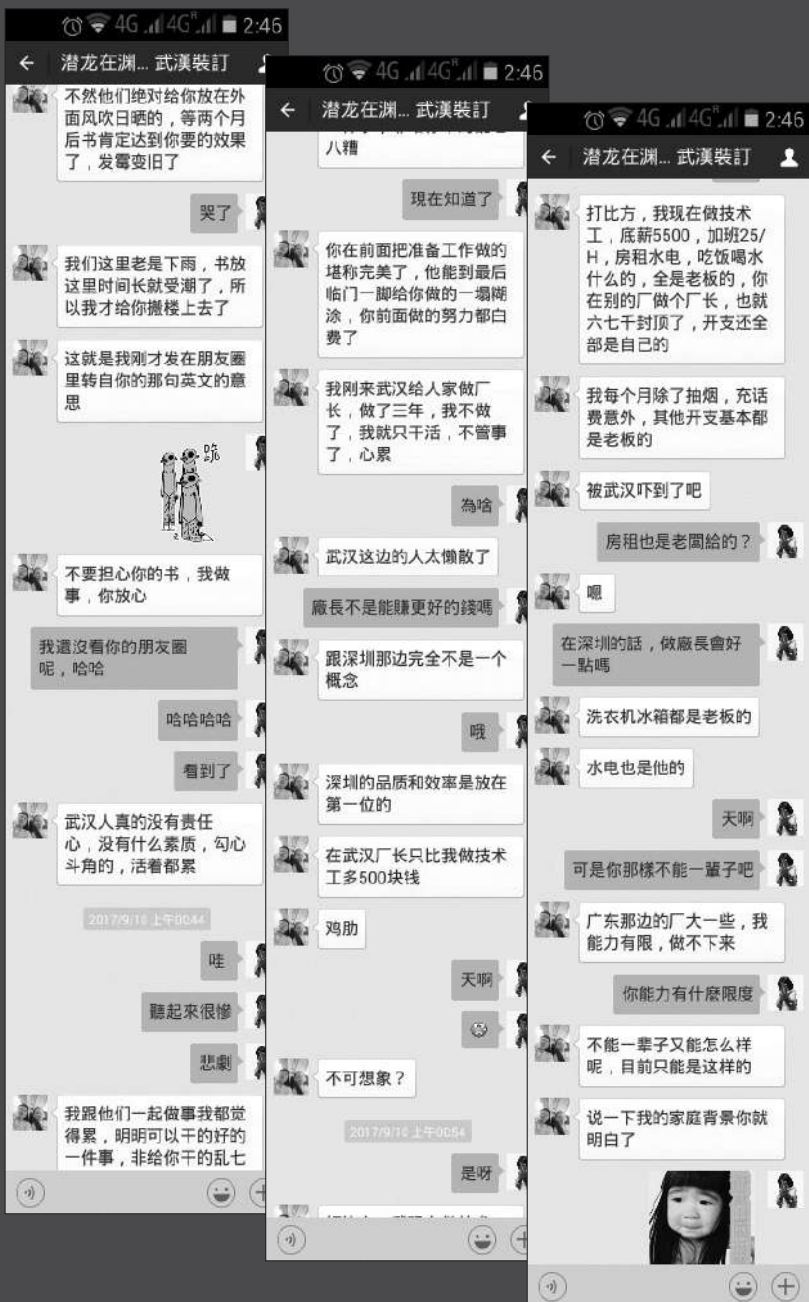 4G 4G R 2:46
潜龙在渊... 武漢裝訂
不然他们绝对给你放在外
面风吹日晒的，等两个月
后书肯定达到你要的效果
了，发霉变旧了
哭了
我们这里老是下雨，书放
这里时间长就受潮了，所
以我才给你搬楼上去了
这就是我刚才发在朋友圈
里转自你的那句英文的意
思
跪
不要担心你的书，我做
事，你放心
我還沒看你的朋友圈
呢，哈哈
哈哈哈哈
看到了
武汉人真的没有责任
心，没有什么素质，勾心
斗角的，活着都累
2017/9/10 上午00:44
哇
聽起來很慘
悲劇
我跟他们一起做事我都觉
得累，明明可以干的好的
一件事，非给你干的乱七
4G 4G R 2:46
潜龙在渊... 武漢裝訂
八糟
現在知道了
你在前面把准备工作做的
堪称完美了，他能到最后
临门一脚给你做的一塌糊
涂，你前面做的努力都白
费了
我刚来武汉给人家做厂
长，做了三年，我不做
了，我就只干活，不管事
了，心累
為啥
武汉这边的人太懒散了
廠長不是能賺更好的錢嗎
跟深圳那边完全不是一个
概念
哦
深圳的品质和效率是放在
第一位的
在武汉厂长只比我做技术
工多500块钱
鸡肋
天啊
不可想象？
2017/9/10 上午00:54
是呀
4G 4G R 2:46
潜龙在渊... 武漢裝訂
打比方，我现在做技术
工，底薪5500，加班25/
H，房租水电，吃饭喝水
什么的，全是老板的，你
在别的厂做个厂长，也就
六七千封顶了，开支还全
部是自己的
我每个月除了抽烟，充话
费意外，其他开支基本都
是老板的
被武汉吓到了吧
房租也是老闆給的？
嗯
在深圳的話，做廠長會好
一點嗎
洗衣机冰箱都是老板的
水电也是他的
天啊
可是你那樣不能一輩子吧
广东那边的厂大一些，我
能力有限，做不下来
你能力有什麼限度
不能一辈子又能怎么样
呢，目前只能是这样的
说一下我的家庭背景你就
明白了